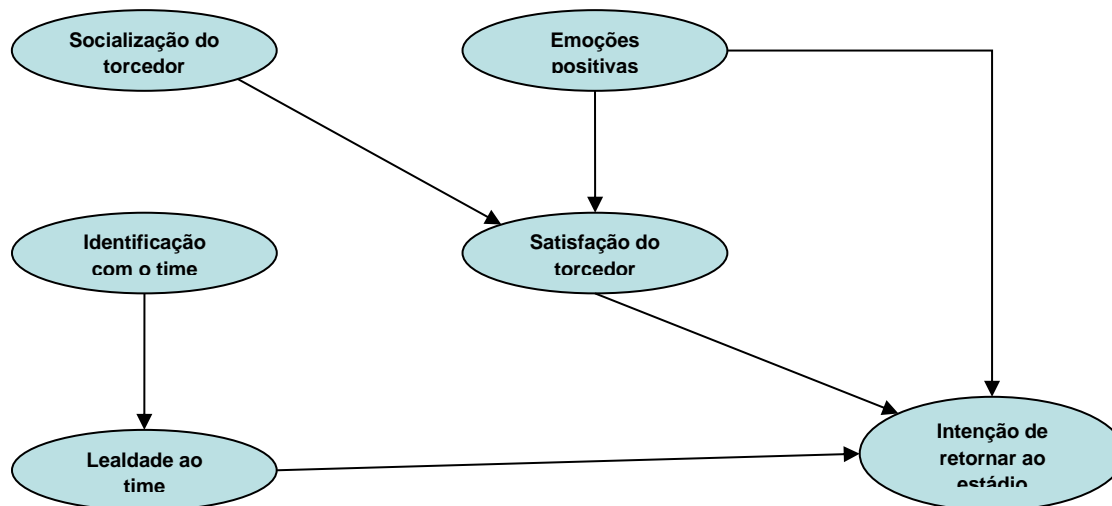 Socialização do
torcedor
Emoções
positivas
Identificação
com o time
Satisfação do
torcedor
Lealdade ao
time
Intenção de
retornar ao
estádio